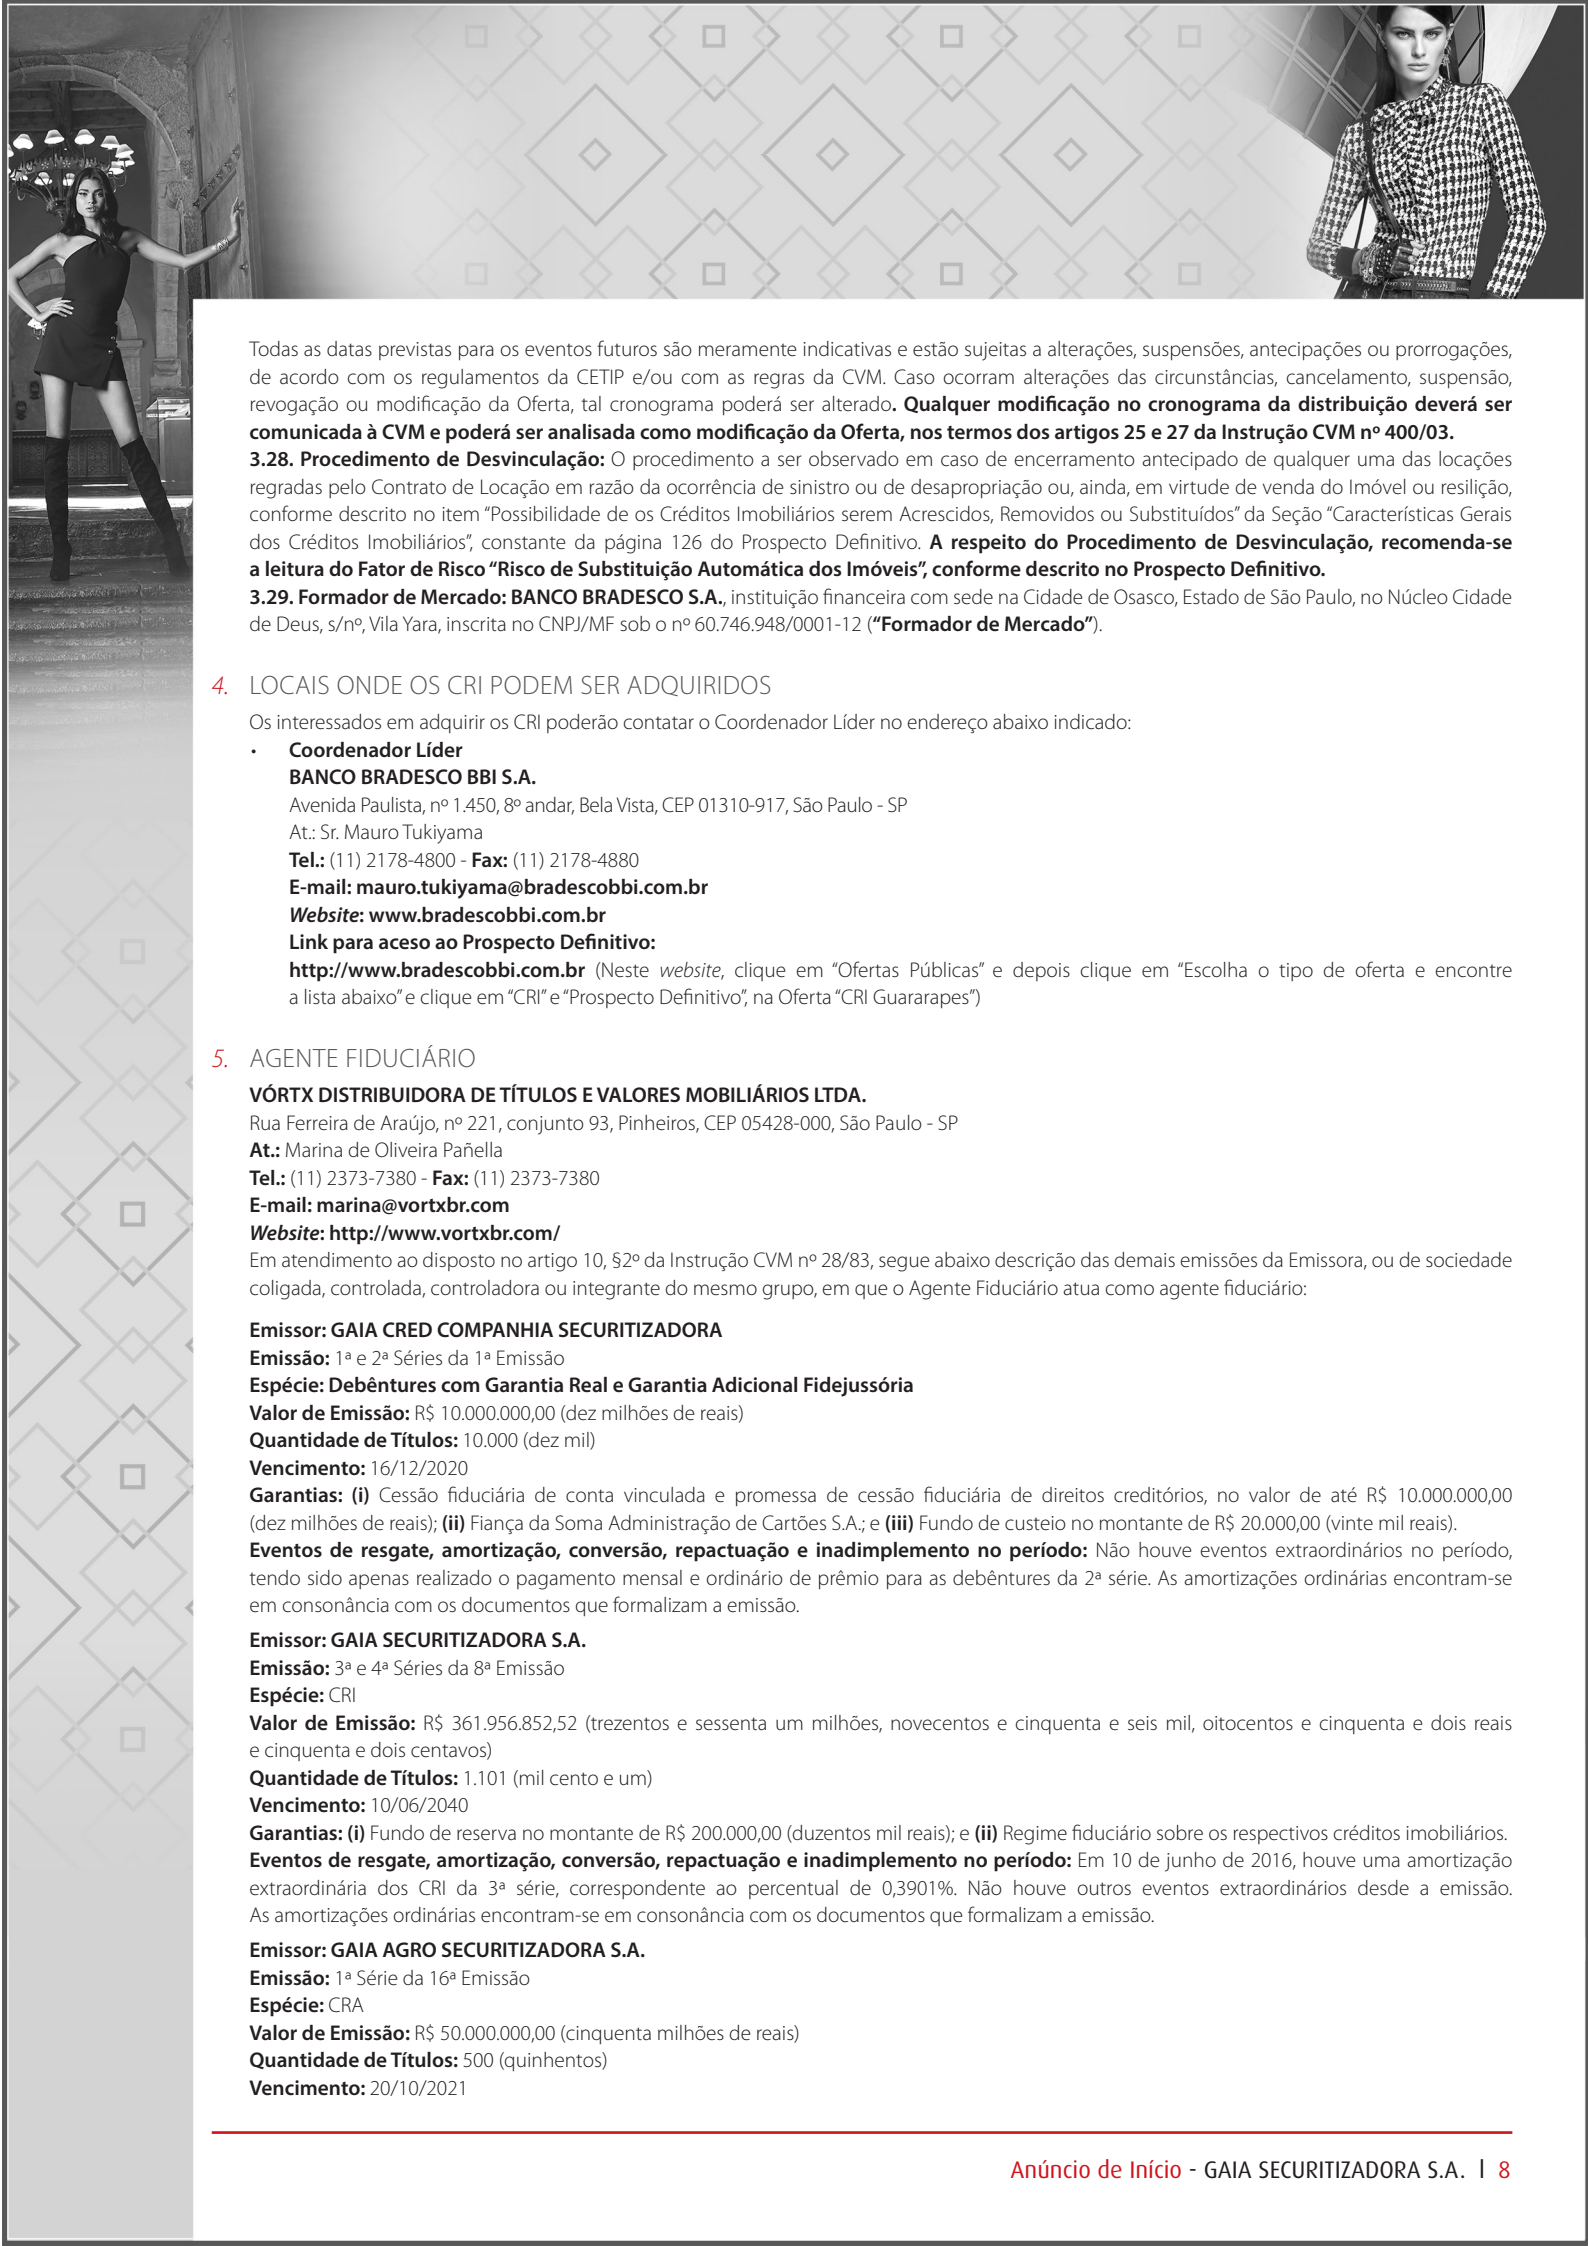 Todas as datas previstas para os eventos futuros são meramente indicativas e estão sujeitas a alterações, suspensões, antecipações ou prorrogações,
de acordo com os regulamentos da CETIP e/ou com as regras da CVM. Caso ocorram alterações das circunstâncias, cancelamento, suspensão,
revogação ou modificação da Oferta, tal cronograma poderá ser alterado. Qualquer modificação no cronograma da distribuição deverá ser
comunicada à CVM e poderá ser analisada como modificação da Oferta, nos termos dos artigos 25 e 27 da Instrução CVM nº 400/03.
3.28. Procedimento de Desvinculação: O procedimento a ser observado em caso de encerramento antecipado de qualquer uma das locações
regradas pelo Contrato de Locação em razão da ocorrência de sinistro ou de desapropriação ou, ainda, em virtude de venda do Imóvel ou resilição,
conforme descrito no item “Possibilidade de os Créditos Imobiliários serem Acrescidos, Removidos ou Substituídos” da Seção “Características Gerais
dos Créditos Imobiliários”, constante da página 126 do Prospecto Definitivo. A respeito do Procedimento de Desvinculação, recomenda-se
a leitura do Fator de Risco “Risco de Substituição Automática dos Imóveis”, conforme descrito no Prospecto Definitivo.
3.29. Formador de Mercado: BANCO BRADESCO S.A., instituição financeira com sede na Cidade de Osasco, Estado de São Paulo, no Núcleo Cidade
de Deus, s/nº, Vila Yara, inscrita no CNPJ/MF sob o nº 60.746.948/0001-12 (“Formador de Mercado”).
4. LOCAIS ONDE OS CRI PODEM SER ADQUIRIDOS
Os interessados em adquirir os CRI poderão contatar o Coordenador Líder no endereço abaixo indicado:
• Coordenador Líder
BANCO BRADESCO BBI S.A.
Avenida Paulista, nº 1.450, 8º andar, Bela Vista, CEP 01310-917, São Paulo - SP
At.: Sr. Mauro Tukiyama
Tel.: (11) 2178-4800 - Fax: (11) 2178-4880
E-mail: mauro.tukiyama@bradescobbi.com.br
Website: www.bradescobbi.com.br
Link para aceso ao Prospecto Definitivo:
http://www.bradescobbi.com.br (Neste website, clique em “Ofertas Públicas” e depois clique em “Escolha o tipo de oferta e encontre
a lista abaixo” e clique em “CRI” e “Prospecto Definitivo”, na Oferta “CRI Guararapes”)
5. AGENTE FIDUCIÁRIO
VÓRTX DISTRIBUIDORA DE TÍTULOS E VALORES MOBILIÁRIOS LTDA.
Rua Ferreira de Araújo, nº 221, conjunto 93, Pinheiros, CEP 05428-000, São Paulo - SP
At.: Marina de Oliveira Pañella
Tel.: (11) 2373-7380 - Fax: (11) 2373-7380
E-mail: marina@vortxbr.com
Website: http://www.vortxbr.com/
Em atendimento ao disposto no artigo 10, §2º da Instrução CVM nº 28/83, segue abaixo descrição das demais emissões da Emissora, ou de sociedade
coligada, controlada, controladora ou integrante do mesmo grupo, em que o Agente Fiduciário atua como agente fiduciário:
Emissor: GAIA CRED COMPANHIA SECURITIZADORA
Emissão: 1ª e 2ª Séries da 1ª Emissão
Espécie: Debêntures com Garantia Real e Garantia Adicional Fidejussória
Valor de Emissão: R$ 10.000.000,00 (dez milhões de reais)
Quantidade de Títulos: 10.000 (dez mil)
Vencimento: 16/12/2020
Garantias: (i) Cessão fiduciária de conta vinculada e promessa de cessão fiduciária de direitos creditórios, no valor de até R$ 10.000.000,00
(dez milhões de reais); (ii) Fiança da Soma Administração de Cartões S.A.; e (iii) Fundo de custeio no montante de R$ 20.000,00 (vinte mil reais).
Eventos de resgate, amortização, conversão, repactuação e inadimplemento no período: Não houve eventos extraordinários no período,
tendo sido apenas realizado o pagamento mensal e ordinário de prêmio para as debêntures da 2ª série. As amortizações ordinárias encontram-se
em consonância com os documentos que formalizam a emissão.
Emissor: GAIA SECURITIZADORA S.A.
Emissão: 3ª e 4ª Séries da 8ª Emissão
Espécie: CRI
Valor de Emissão: R$ 361.956.852,52 (trezentos e sessenta um milhões, novecentos e cinquenta e seis mil, oitocentos e cinquenta e dois reais
e cinquenta e dois centavos)
Quantidade de Títulos: 1.101 (mil cento e um)
Vencimento: 10/06/2040
Garantias: (i) Fundo de reserva no montante de R$ 200.000,00 (duzentos mil reais); e (ii) Regime fiduciário sobre os respectivos créditos imobiliários.
Eventos de resgate, amortização, conversão, repactuação e inadimplemento no período: Em 10 de junho de 2016, houve uma amortização
extraordinária dos CRI da 3ª série, correspondente ao percentual de 0,3901%. Não houve outros eventos extraordinários desde a emissão.
As amortizações ordinárias encontram-se em consonância com os documentos que formalizam a emissão.
Emissor: GAIA AGRO SECURITIZADORA S.A.
Emissão: 1ª Série da 16ª Emissão
Espécie: CRA
Valor de Emissão: R$ 50.000.000,00 (cinquenta milhões de reais)
Quantidade de Títulos: 500 (quinhentos)
Vencimento: 20/10/2021
Anúncio de Início - GAIA SECURITIZADORA S.A. | 8